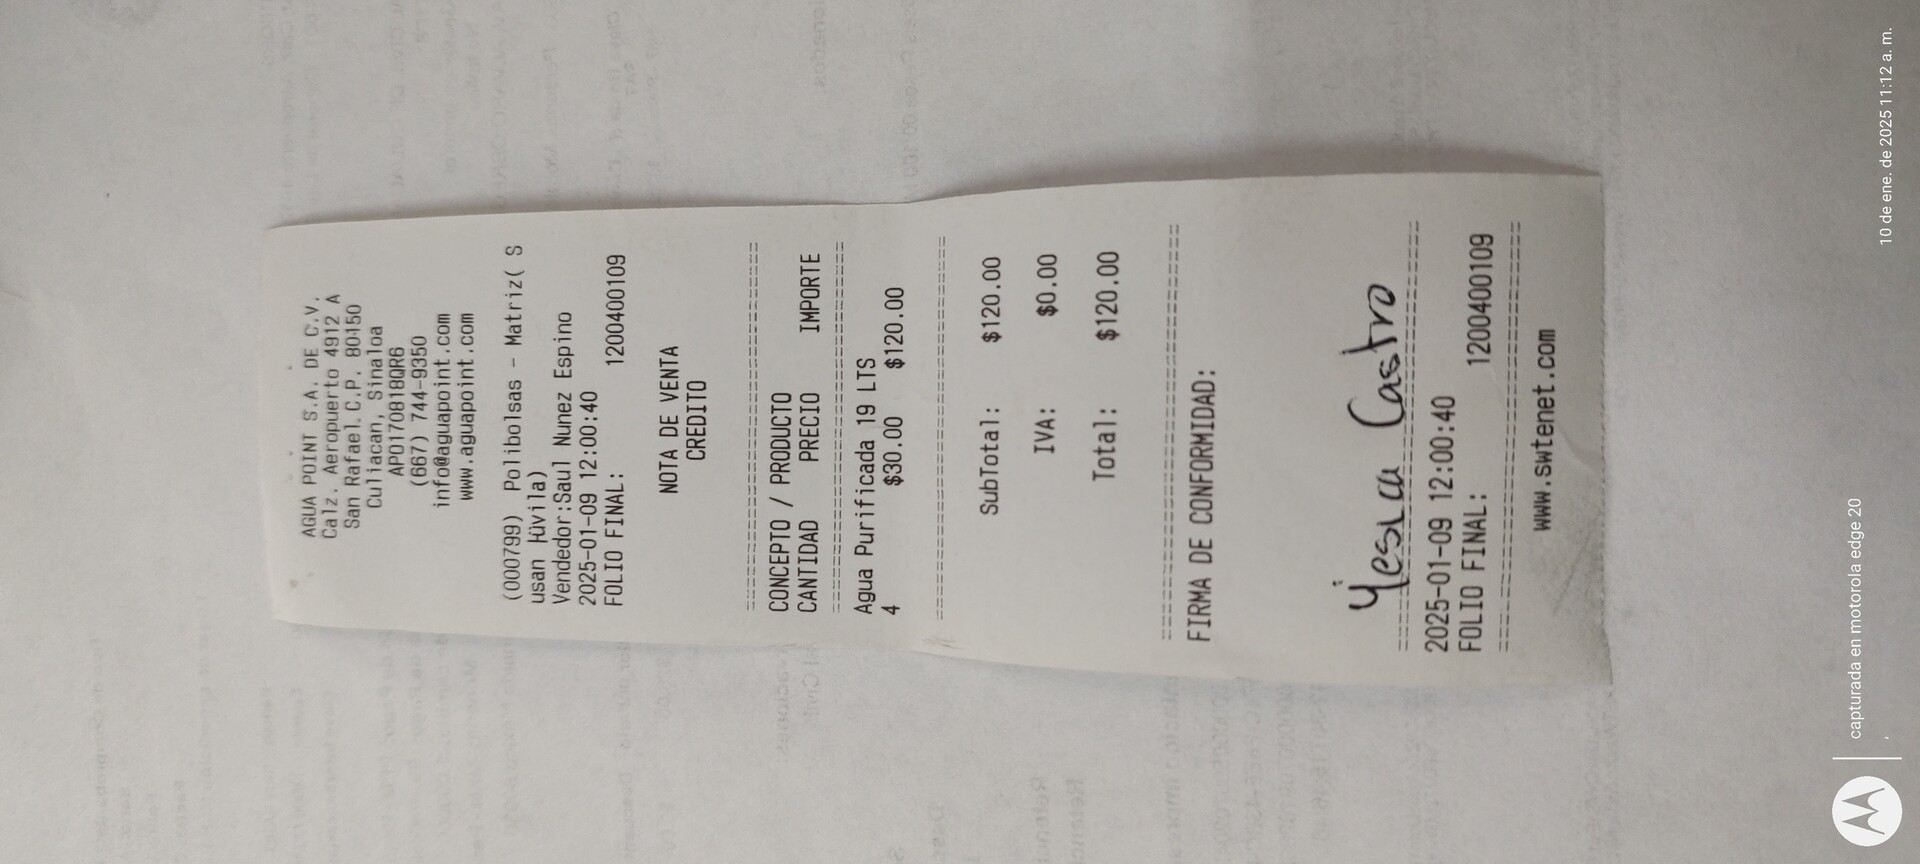 AGUA POINT S.A. DE C.V.
Calz. Aeropuerto 4912 A
San Rafael.C.P. 80150
Culiacan, Sinaloa
APO170818QR6
(667) 744-9350
info@aguapoint.com
www.aguapoint.com
(000799) Polibolsas - Matriz( S
usan Hüvila)
Vendedor:Saul Nunez Espino
2025-01-09 12:00:40
FOLIO FINAL: 1200400109
NOTA DE VENTA
CREDITO
===============================
CONCEPTO / PRODUCTO
CANTIDAD PRECIO IMPORTE
===============================
Agua Purificada 19 LTS
4 $30.00 $120.00
===============================
SubTotal: $120.00
IVA: $0.00
Total: $120.00
===============================
FIRMA DE CONFORMIDAD:
Yesica Castro
===============================
2025-01-09 12:00:40
FOLIO FINAL: 1200400109
===============================
www.swtenet.com
capturada en motorola edge 20
10 de ene. de 2025 11:12 a. m.